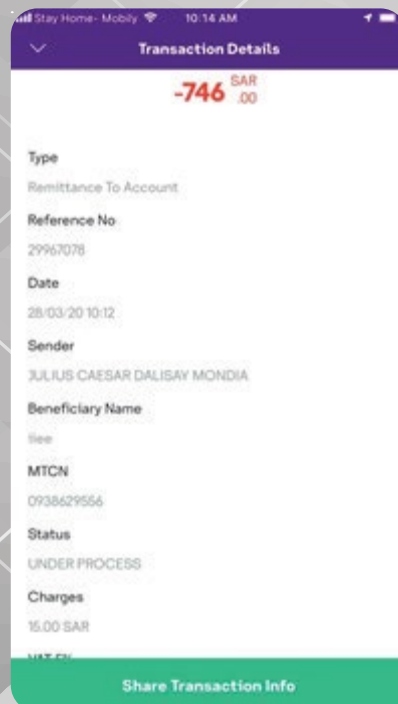 Stay Home- Mobily 10:14 AM
Transaction Details
-746 SAR .00
Type
Remittance To Account
Reference No
29967078
Date
28/03/20 10:12
Sender
JULIUS CAESAR DALISAY MONDIA
Beneficiary Name
MTCN
0938629556
Status
UNDER PROCESS
Charges
15.00 SAR
Share Transaction Info